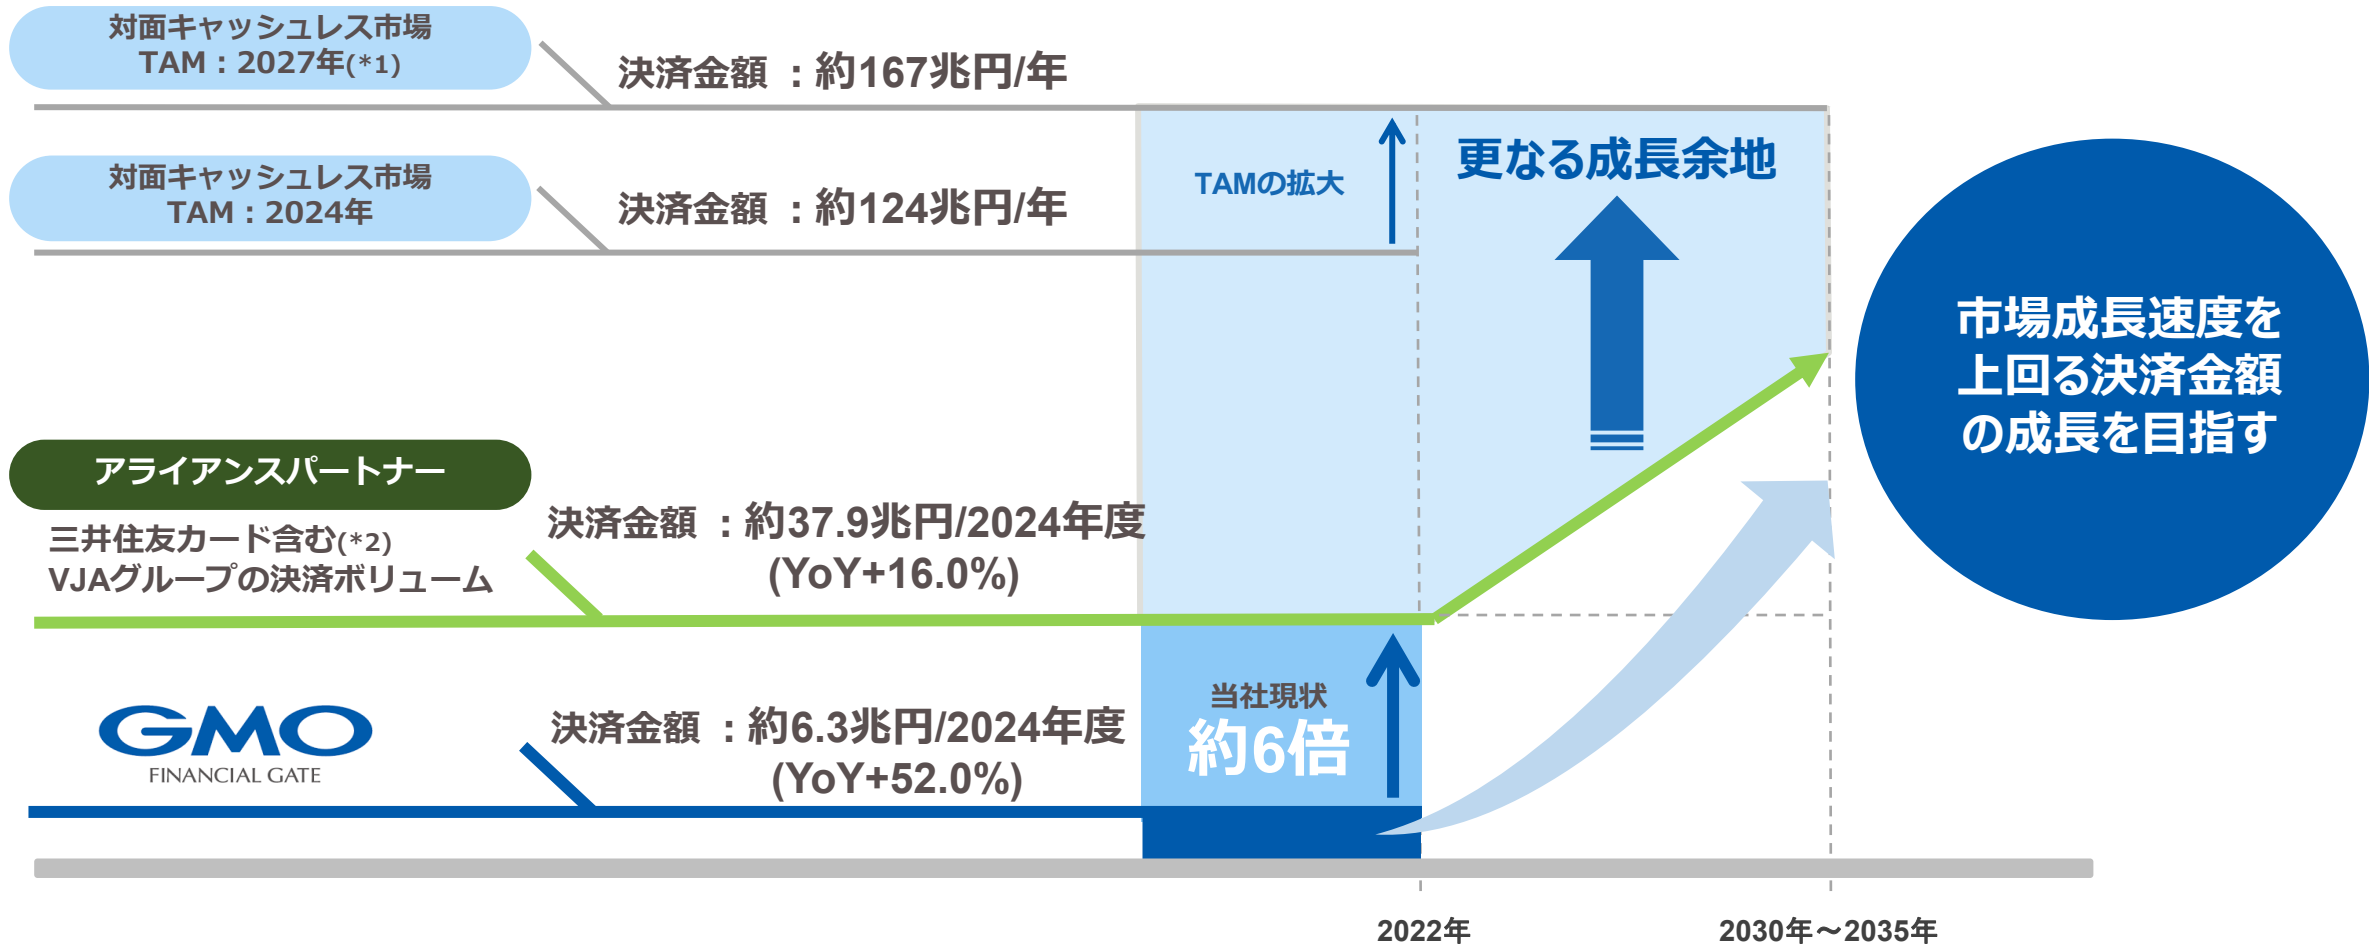 対面キャッシュレス市場
TAM：2027年(*1)
決済金額 ：約167兆円/年
対面キャッシュレス市場
TAM：2024年
決済金額 ：約124兆円/年
TAMの拡大
更なる成長余地
市場成長速度を
上回る決済金額
の成長を目指す
アライアンスパートナー
三井住友カード含む(*2)
VJAグループの決済ボリューム
決済金額 ：約37.9兆円/2024年度
(YoY+16.0%)
GMO
FINANCIAL GATE
決済金額 ：約6.3兆円/2024年度
(YoY+52.0%)
当社現状
約6倍
2022年
2030年～2035年